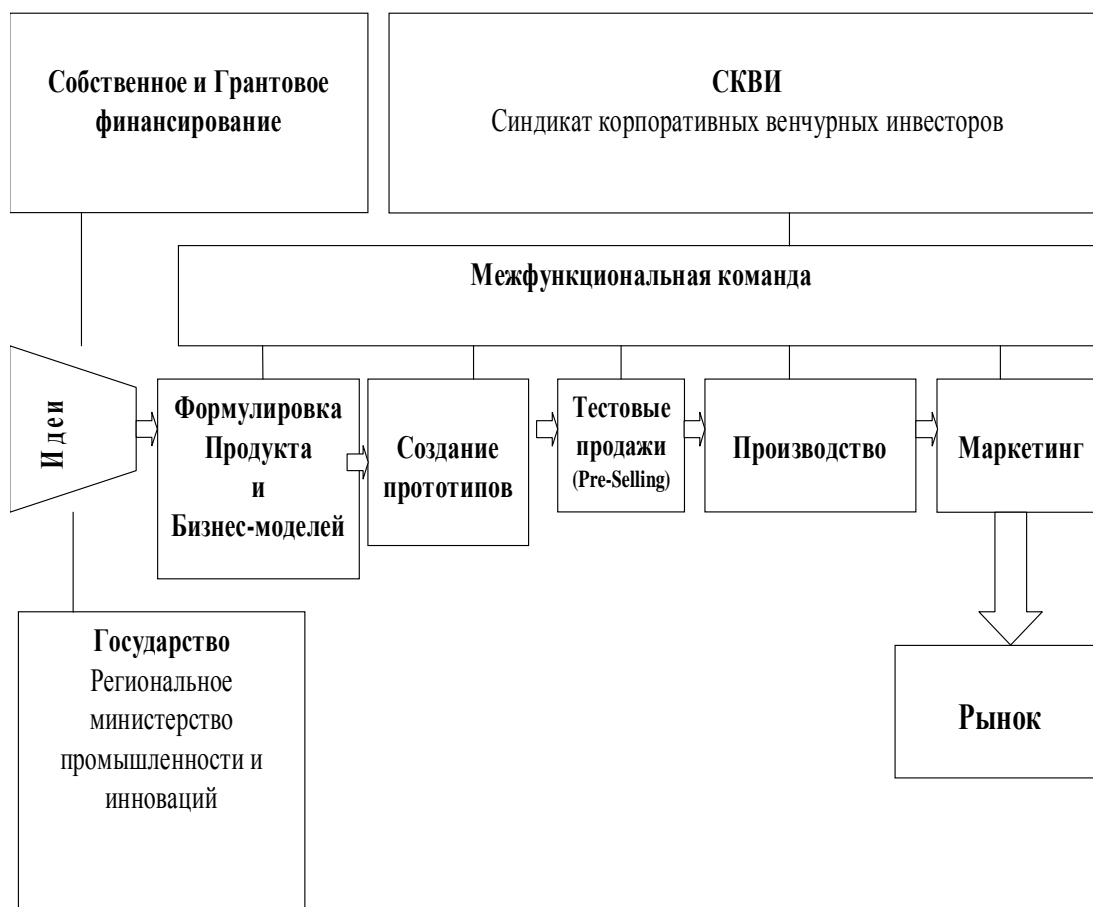 Собственное и Грантовое
финансирование
СКВИ
Синдикат корпоративных венчурных инвесторов
Межфункциональная команда
Идеи
Формулировка
Продукта
и
Бизнес-моделей
Создание
прототипов
Тестовые
продажи
(Pre-Selling)
Производство
Маркетинг
Государство
Региональное
министерство
промышленности и
инноваций
Рынок